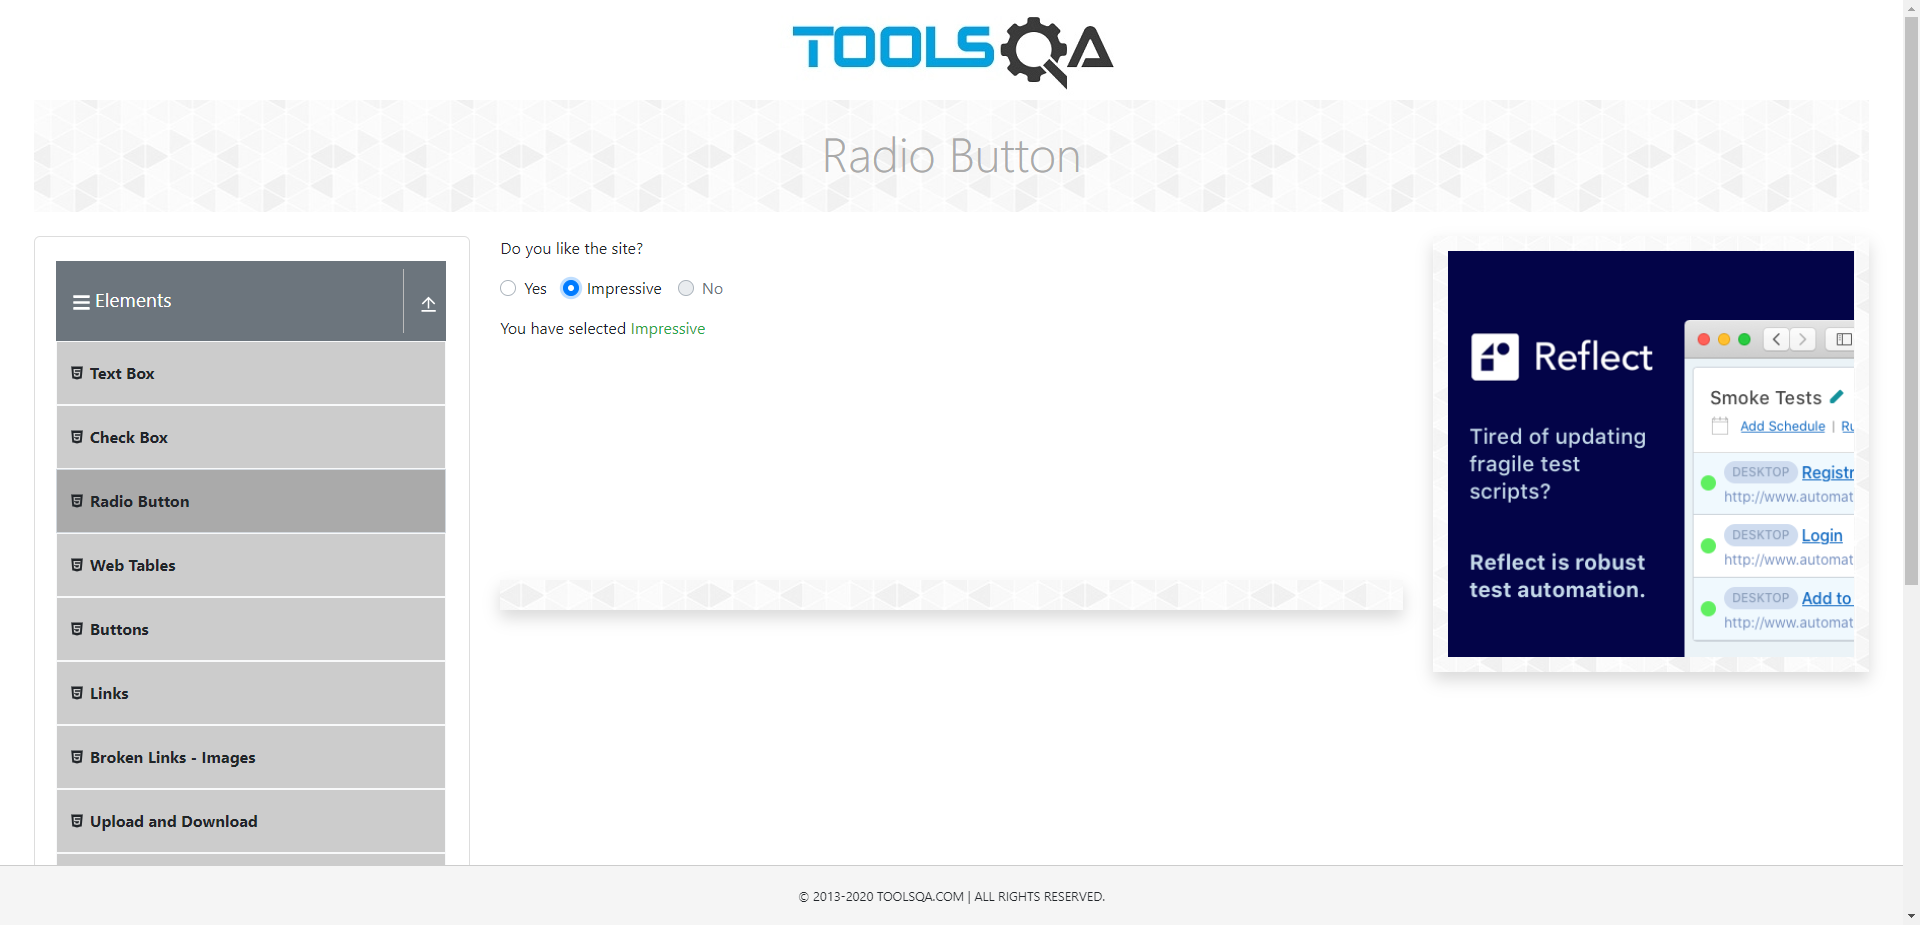 TOOLSQA
Radio Button
Elements
Text Box
Check Box
Radio Button
Web Tables
Buttons
Links
Broken Links - Images
Upload and Download
Do you like the site?
Yes Impressive No
You have selected Impressive
Reflect
Tired of updating
fragile test
scripts?
Reflect is robust
test automation.
Smoke Tests
Add Schedule | Ru
DESKTOP Registr
http://www.automat
DESKTOP Login
http://www.automat
DESKTOP Add to
http://www.automat
© 2013-2020 TOOLSQA.COM | ALL RIGHTS RESERVED.